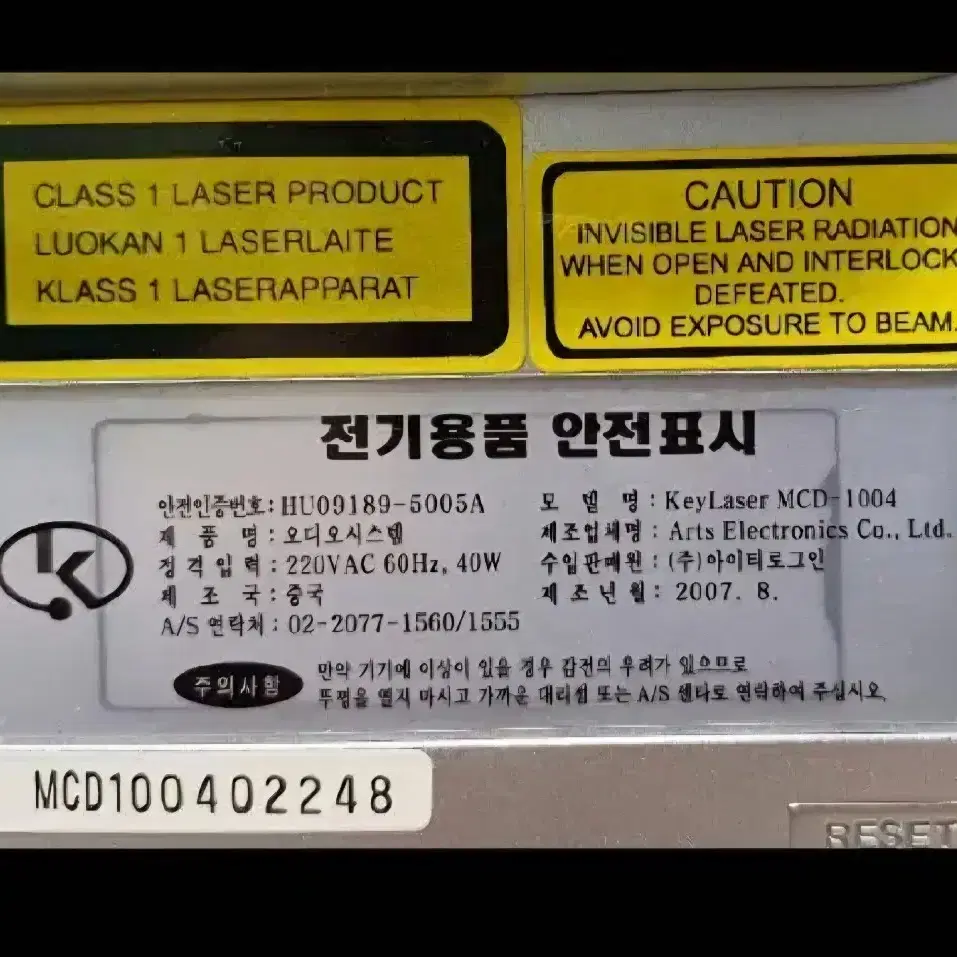 CLASS 1 LASER PRODUCT
LUOKAN 1 LASERLAITE
KLASS 1 LASERAPPARAT
CAUTION
INVISIBLE LASER RADIATION
WHEN OPEN AND INTERLOCK
DEFEATED.
AVOID EXPOSURE TO BEAM.
전기용품 안전표시
안전인증번호: HU09189-5005A
제 품 명: 오디오시스템
정격입력: 220VAC 60Hz, 40W
제 조 국: 중국
A/S 연락처: 02-2077-1560/1555
모 델 명: KeyLaser MCD-1004
제조업체명: Arts Electronics Co., Ltd.
수입판매원: (주)아이티로그인
제조년월: 2007. 8.
주의사항
만약 기기에 이상이 있을 경우 감전의 우려가 있으므로
뚜껑을 열지 마시고 가까운 대리점 또는 A/S 센타로 연락하여 주십시오.
MCD100402248
RESET